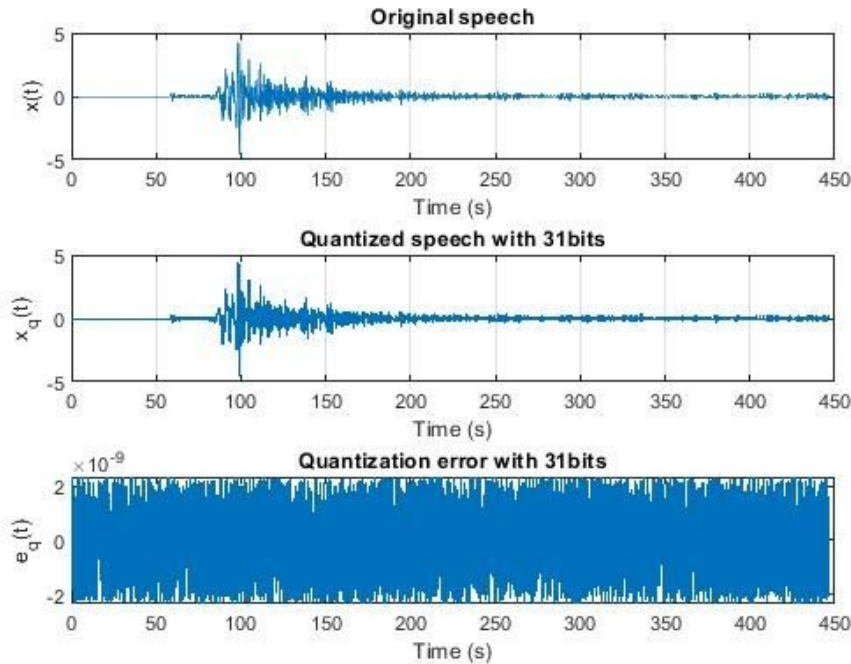 Original speech
5
0
-5
x(t)
0 50 100 150 200 250 300 350 400 450
Time (s)
Quantized speech with 31bits
5
0
-5
x_q(t)
0 50 100 150 200 250 300 350 400 450
Time (s)
×10^-9 Quantization error with 31bits
2
0
-2
e_q(t)
0 50 100 150 200 250 300 350 400 450
Time (s)